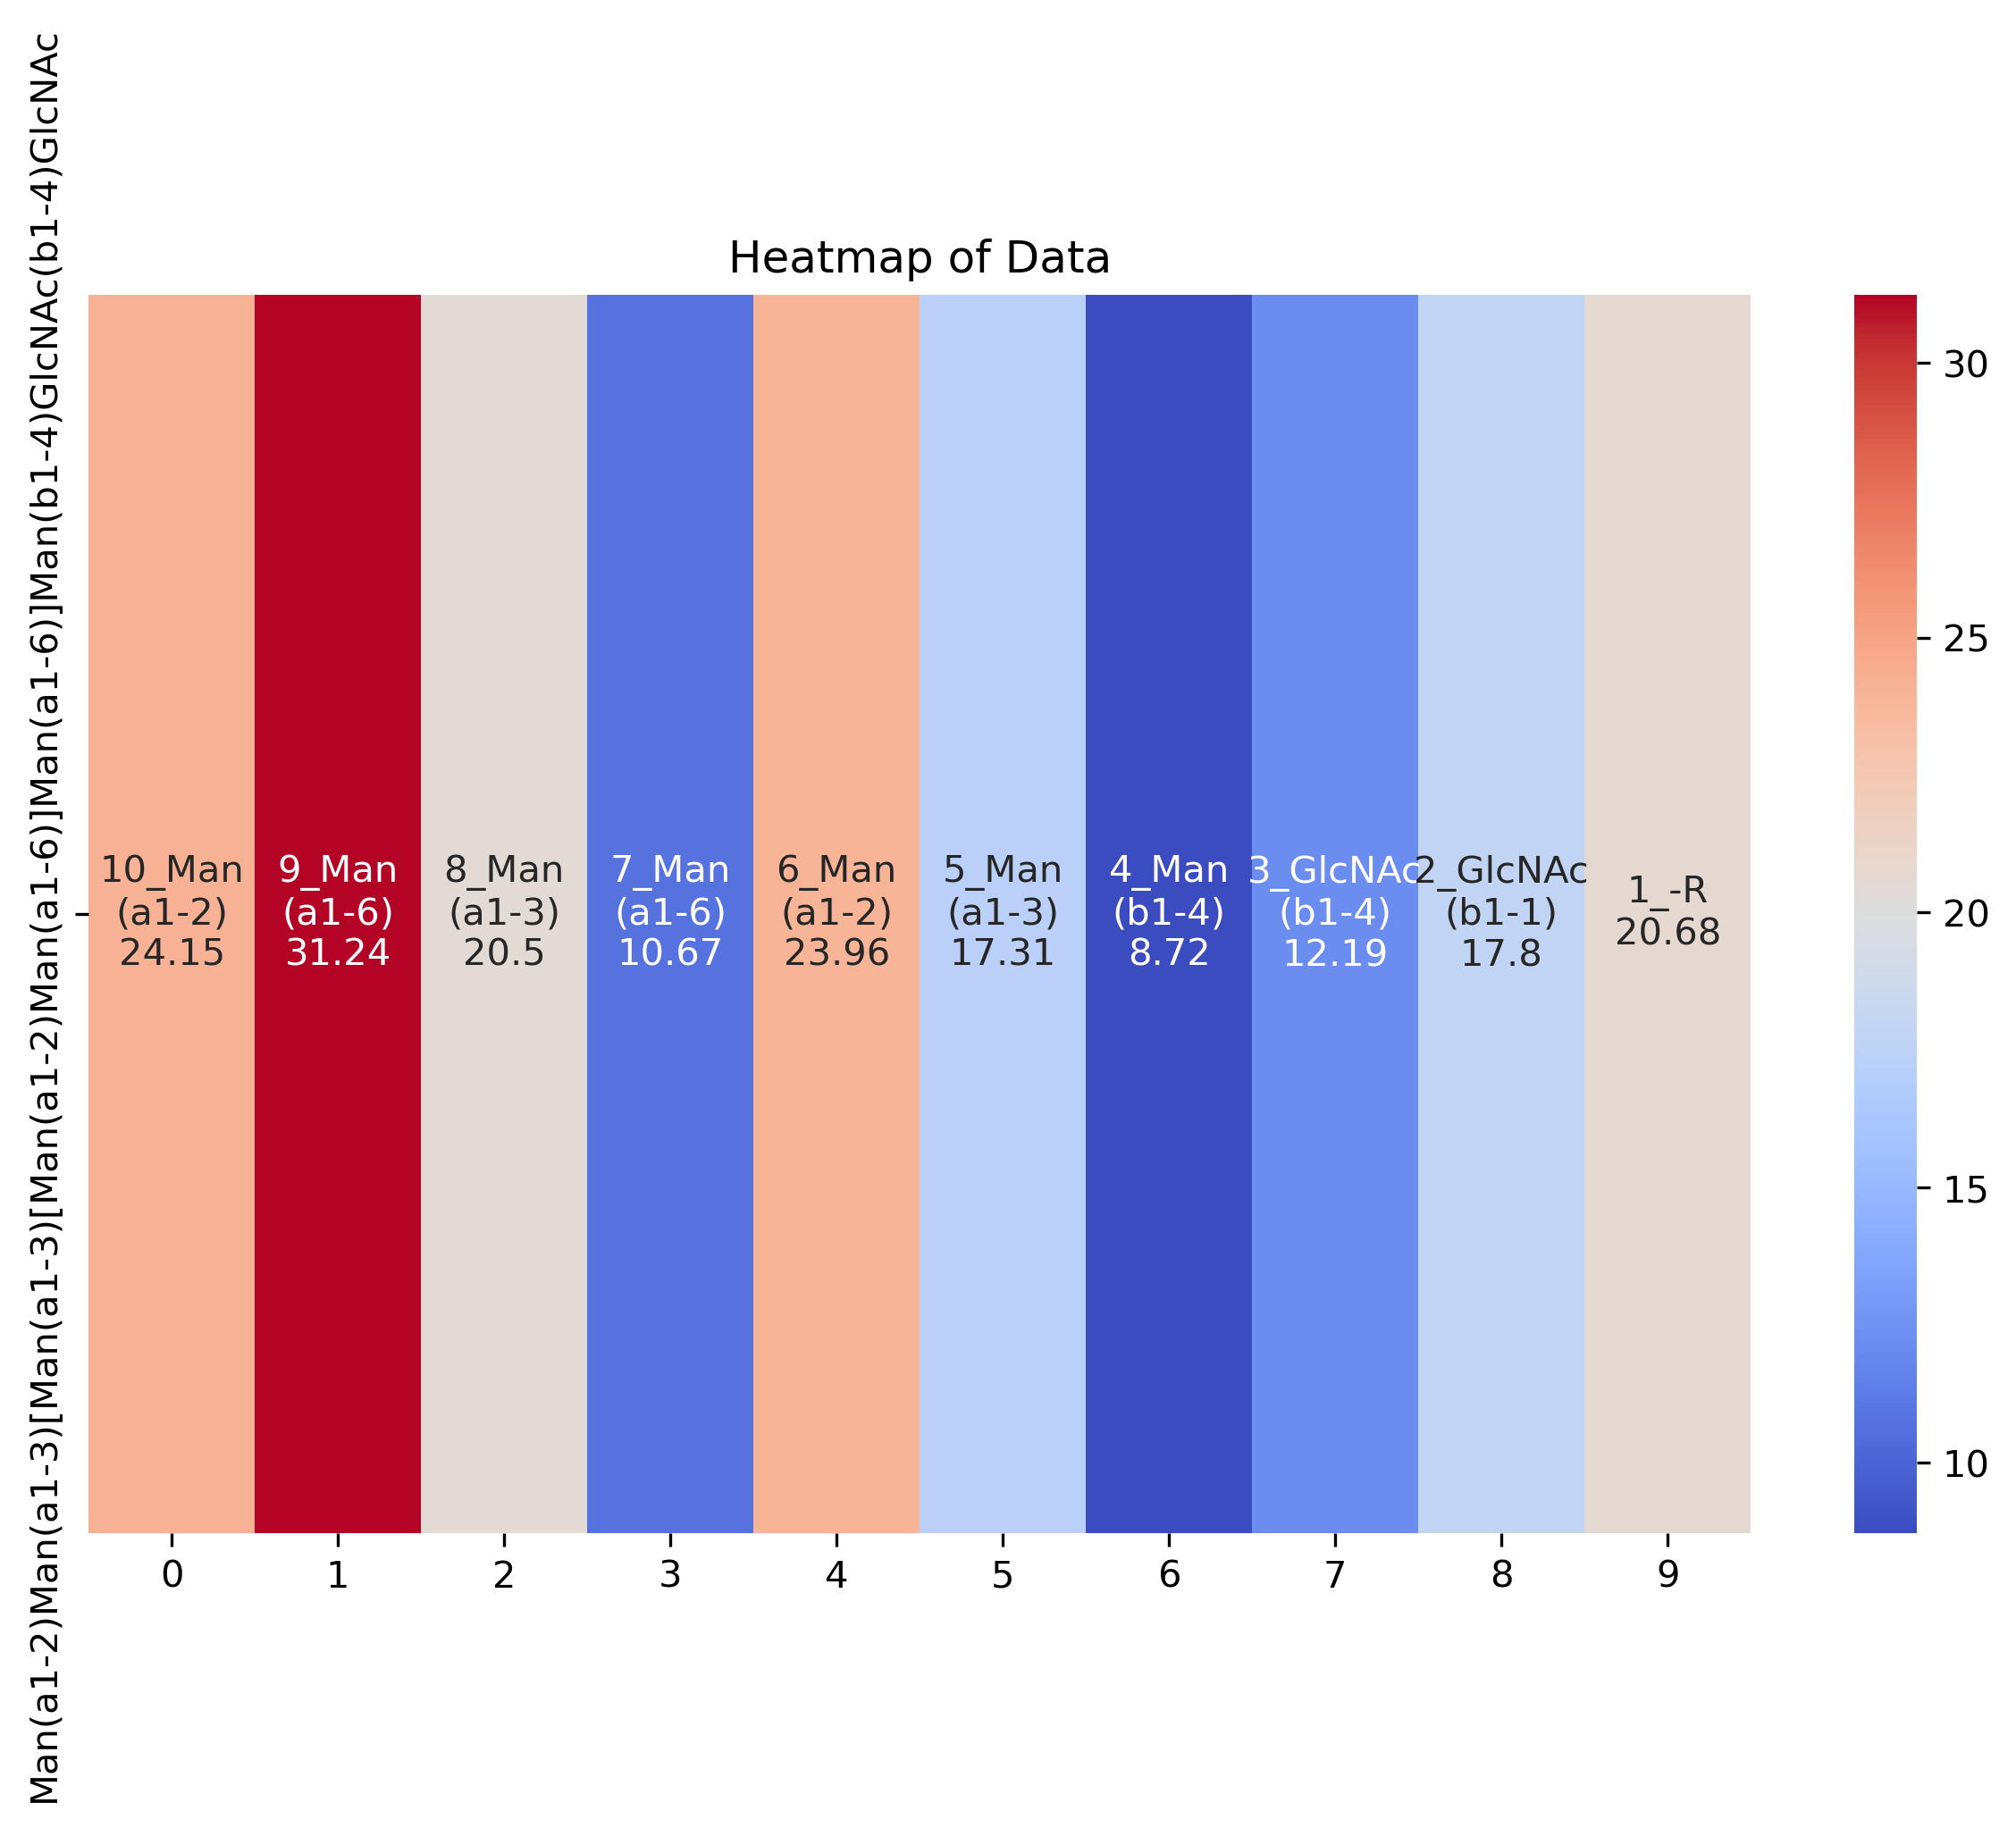 Heatmap of Data
Man(a1-2)Man(a1-3)[Man(a1-3)[Man(a1-2)Man(a1-6)]Man(a1-6)]Man(b1-4)GlcNAc(b1-4)GlcNAc
10_Man
(a1-2)
24.15
9_Man
(a1-6)
31.24
8_Man
(a1-3)
20.5
7_Man
(a1-6)
10.67
6_Man
(a1-2)
23.96
5_Man
(a1-3)
17.31
4_Man
(b1-4)
8.72
3_GlcNAc
(b1-4)
12.19
2_GlcNAc
(b1-1)
17.8
1_-R
20.68
0 1 2 3 4 5 6 7 8 9
30
25
20
15
10